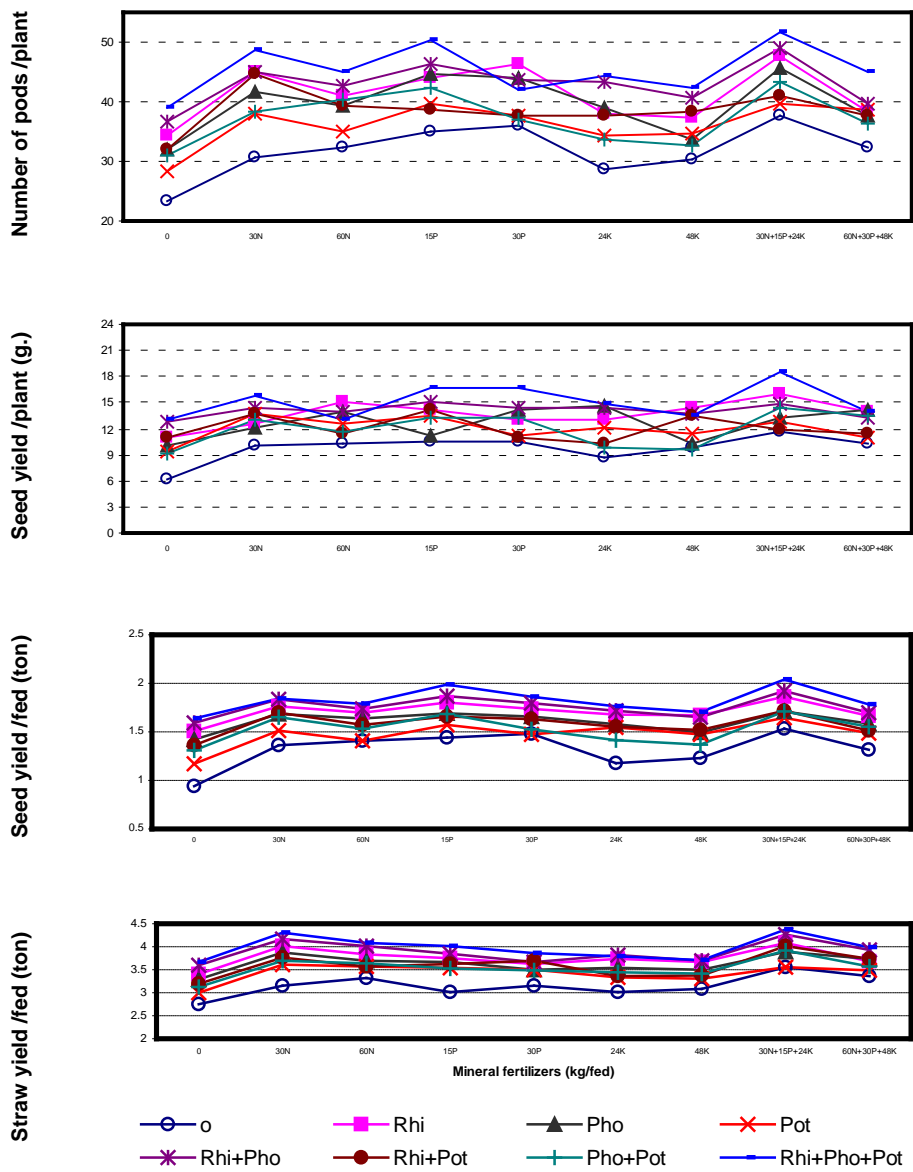 Number of pods /plant
50
40
30
20
0 30N 60N 15P 30P 24K 48K 30N+15P+24K 60N+30P+48K
Seed yield /plant (g.)
24
21
18
15
12
9
6
3
0
0 30N 60N 15P 30P 24K 48K 30N+15P+24K 60N+30P+48K
Seed yield /fed (ton)
2.5
2
1.5
1
0.5
0 30N 60N 15P 30P 24K 48K 30N+15P+24K 60N+30P+48K
Straw yield /fed (ton)
4.5
4
3.5
3
2.5
2
0 30N 60N 15P 30P 24K 48K 30N+15P+24K 60N+30P+48K
Mineral fertilizers (kg/fed)
o Rhi Pho Pot
Rhi+Pho Rhi+Pot Pho+Pot Rhi+Pho+Pot